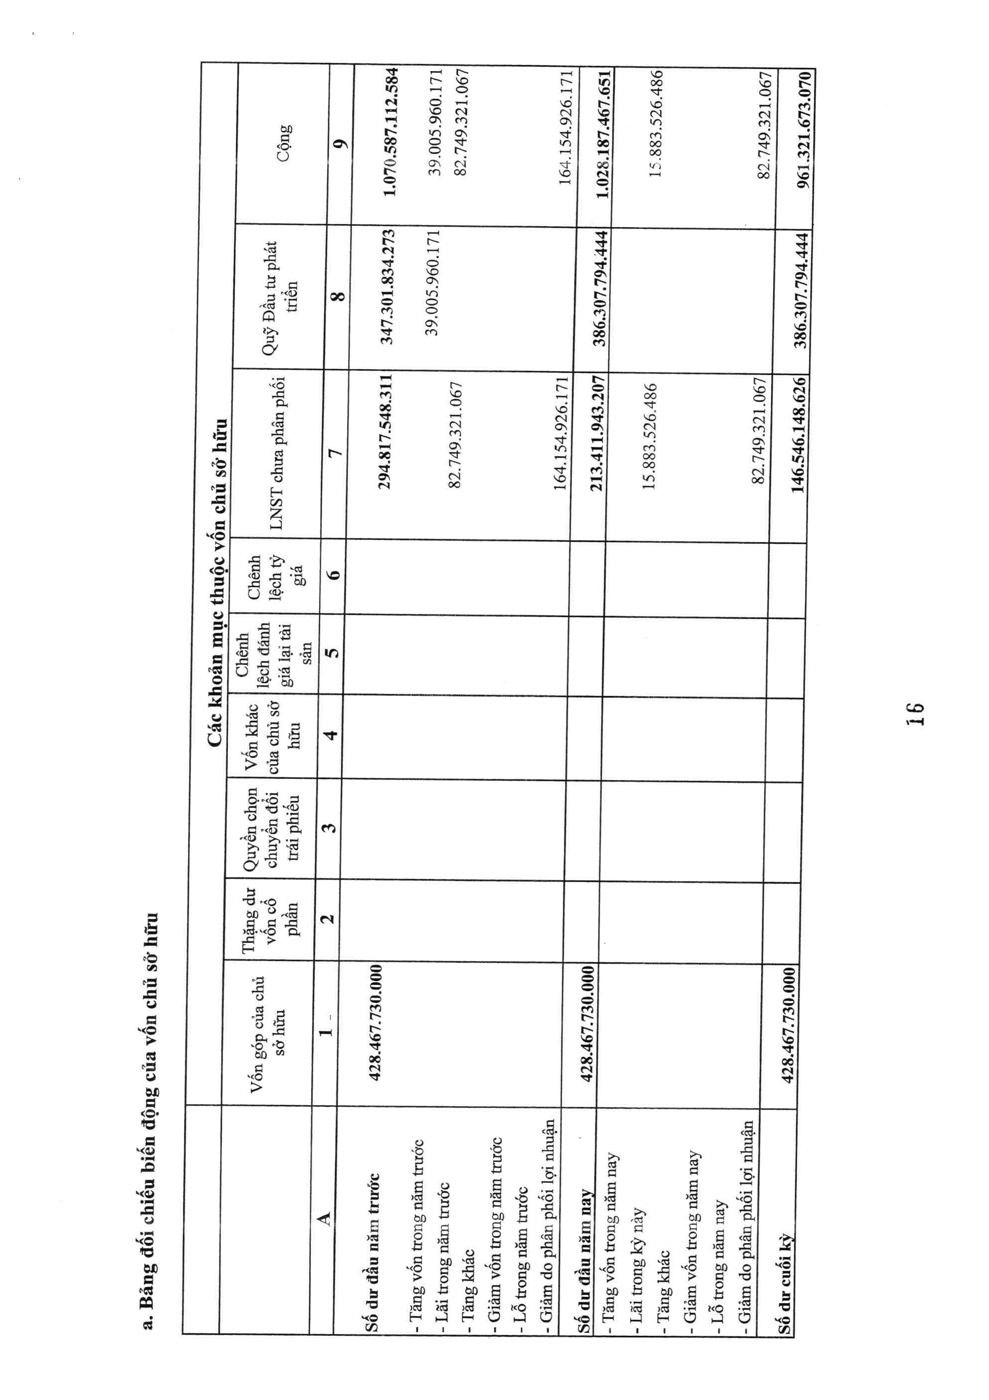 a. Bảng đối chiếu biến động của vốn chủ sở hữu
Các khoản mục thuộc vốn chủ sở hữu
Vốn góp của chủ sở hữu
Thặng dư vốn cổ phần
Quyền chọn chuyển đổi trái phiếu
Vốn khác của chủ sở hữu
Chênh lệch đánh giá lại tài sản
Chênh lệch tỷ giá
LNST chưa phân phối
Quỹ Đầu tư phát triển
Cộng
A 1 2 3 4 5 6 7 8 9
Số dư đầu năm trước 428.467.730.000 294.817.548.311 347.301.834.273 1.070.587.112.584
- Tăng vốn trong năm trước 39.005.960.171 39.005.960.171
- Lãi trong năm trước 82.749.321.067 82.749.321.067
- Tăng khác
- Giảm vốn trong năm trước
- Lỗ trong năm trước
- Giảm do phân phối lợi nhuận 164.154.926.171 164.154.926.171
Số dư đầu năm nay 428.467.730.000 213.411.943.207 386.307.794.444 1.028.187.467.651
- Tăng vốn trong năm nay
- Lãi trong kỳ này 15.883.526.486 15.883.526.486
- Tăng khác
- Giảm vốn trong năm nay
- Lỗ trong năm nay
- Giảm do phân phối lợi nhuận 82.749.321.067 82.749.321.067
Số dư cuối kỳ 428.467.730.000 146.546.148.626 386.307.794.444 961.321.673.070
16